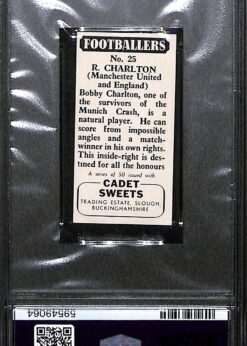 FOOTBALLERS
No. 25
R. CHARLTON
(Manchester United
and England)
Bobby Charlton, one
of the survivors of the
Munich Crash, is a
natural player. He can
score from impossible
angles and a match-
winner in his own rights.
This inside-right is des-
tined for all the honours
A series of 50 issued with
CADET
SWEETS
TRADING ESTATE, SLOUGH,
BUCKINGHAMSHIRE
59549064